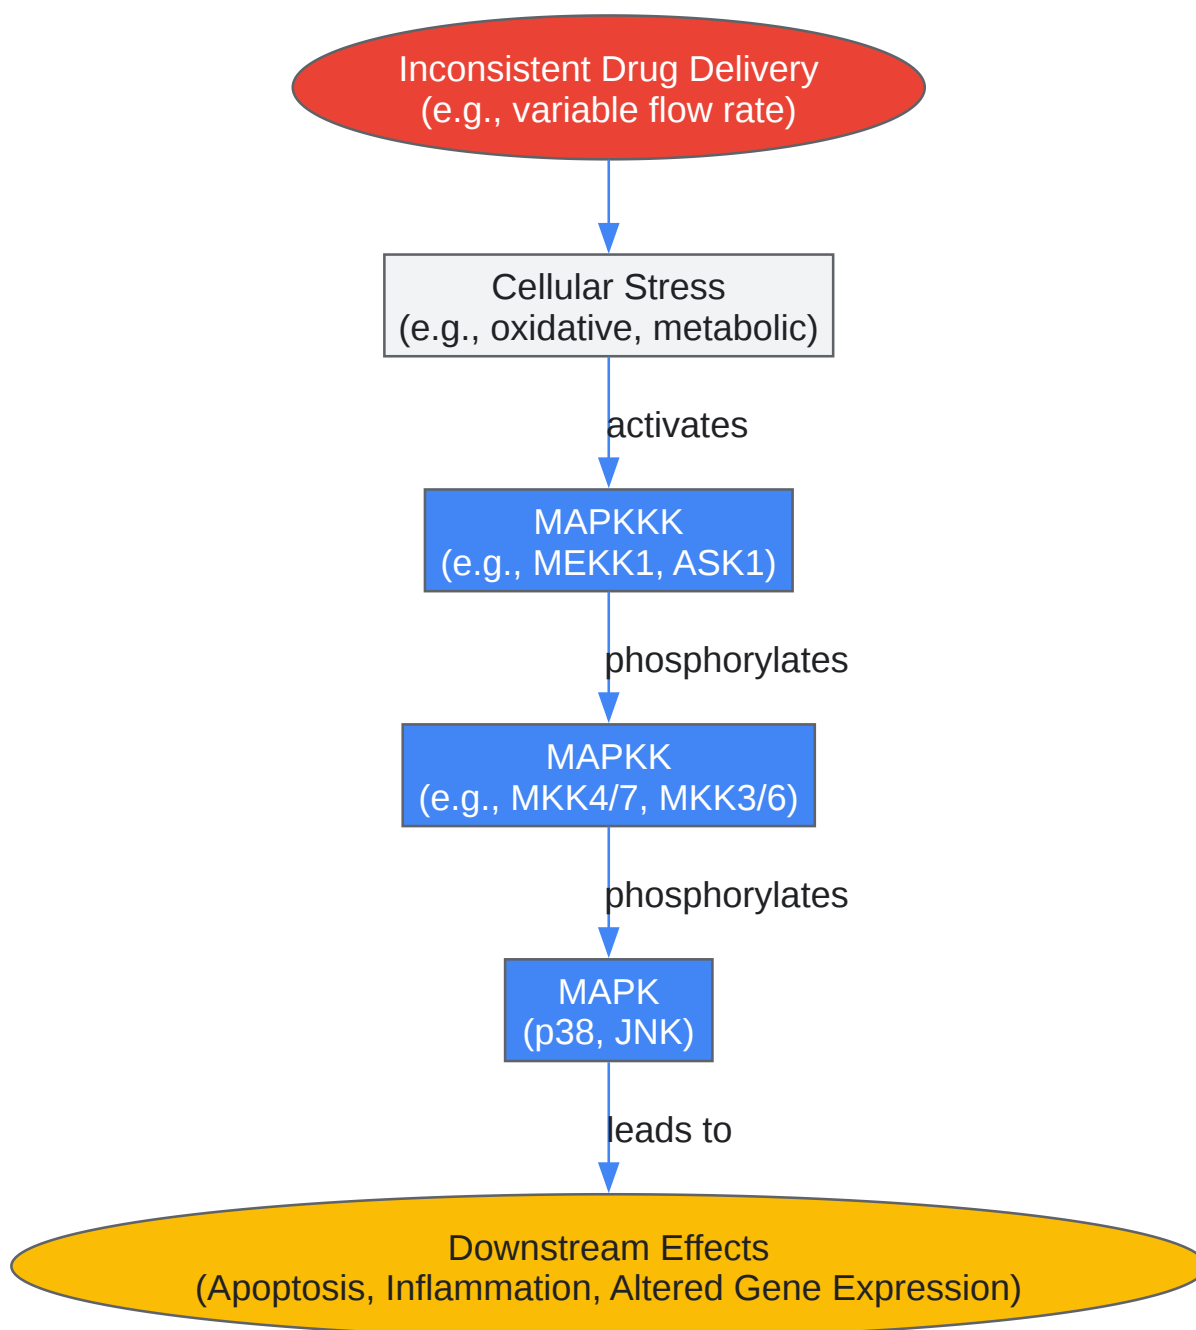 Inconsistent Drug Delivery
(e.g., variable flow rate)
Cellular Stress
(e.g., oxidative, metabolic)
activates
MAPKKK
(e.g., MEKK1, ASK1)
phosphorylates
MAPKK
(e.g., MKK4/7, MKK3/6)
phosphorylates
MAPK
(p38, JNK)
leads to
Downstream Effects
(Apoptosis, Inflammation, Altered Gene Expression)